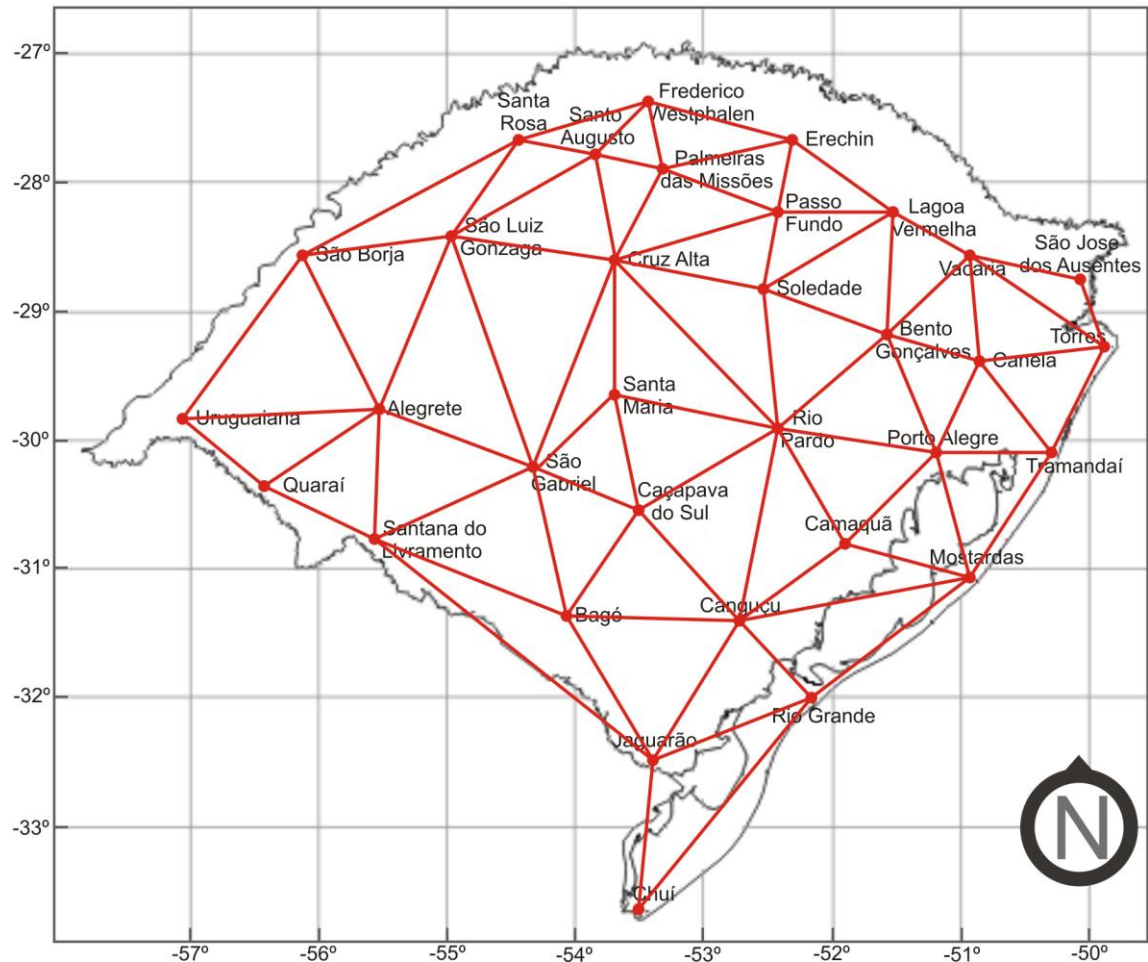 -27º
Frederico
Westphalen
Santa
Rosa
Santo
Augusto
Erechin
Palmeiras
das Missões
-28º
Passo
Fundo
Lagoa
Vermelha
São Luiz
Gonzaga
São Jose
dos Ausentes
São Borja
Cruz Alta
Vacaria
Soledade
-29º
Bento
Gonçalves
Torros
Canela
Santa
Maria
Alegrete
Uruguaiana
Rio
Pardo
Porto Alegre
-30º
São
Gabriel
Tramandaí
Quaraí
Caçapava
do Sul
Santana do
Livramento
Camaquã
Mostardas
-31º
Bagé
Canguçu
-32º
Rio Grande
Jaguarão
-33º
N
Chuí
-57º
-56º
-55º
-54º
-53º
-52º
-51º
-50º